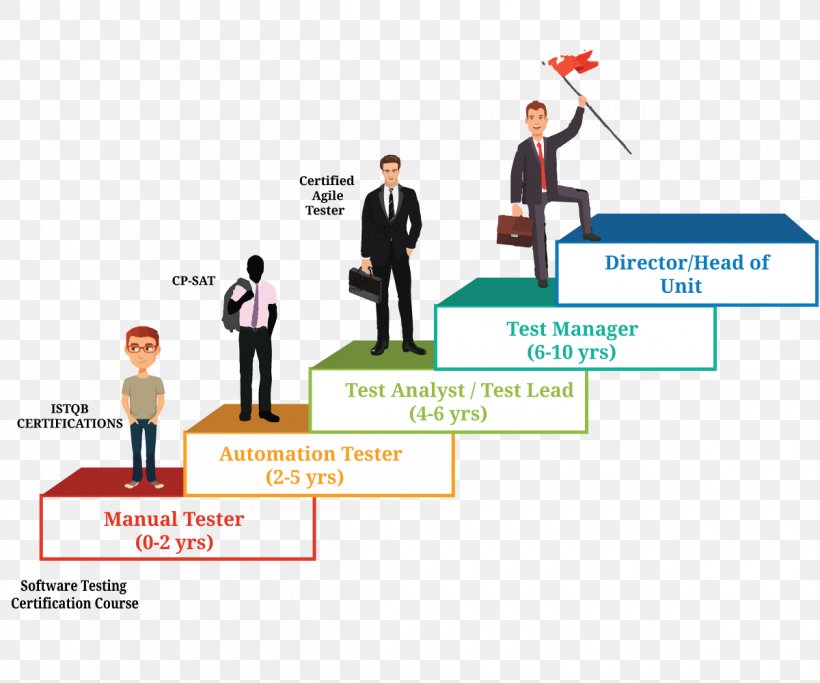 Certified
Agile
Tester
Director/Head of
Unit
CP-SAT
Test Manager
(6-10 yrs)
Test Analyst / Test Lead
(4-6 yrs)
ISTQB
CERTIFICATIONS
Automation Tester
(2-5 yrs)
Manual Tester
(0-2 yrs)
Software Testing
Certification Course